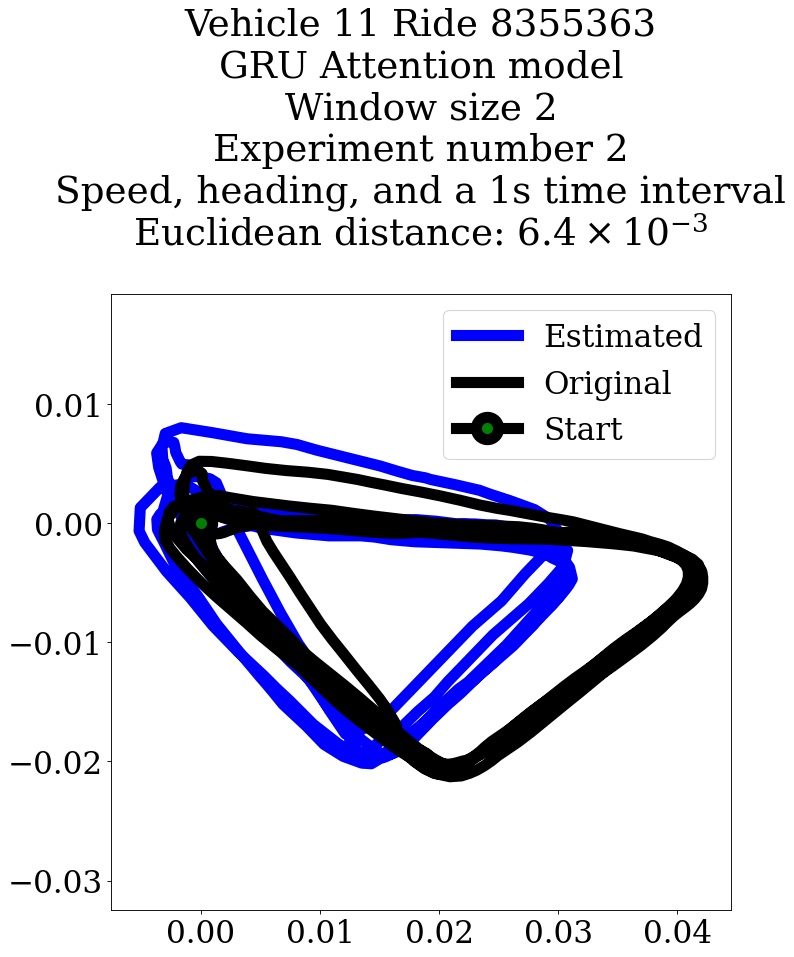 Vehicle 11 Ride 8355363
GRU Attention model
Window size 2
Experiment number 2
Speed, heading, and a 1s time interval
Euclidean distance: 6.4 × 10⁻³
Estimated
Original
Start
0.01
0.00
−0.01
−0.02
−0.03
0.00 0.01 0.02 0.03 0.04